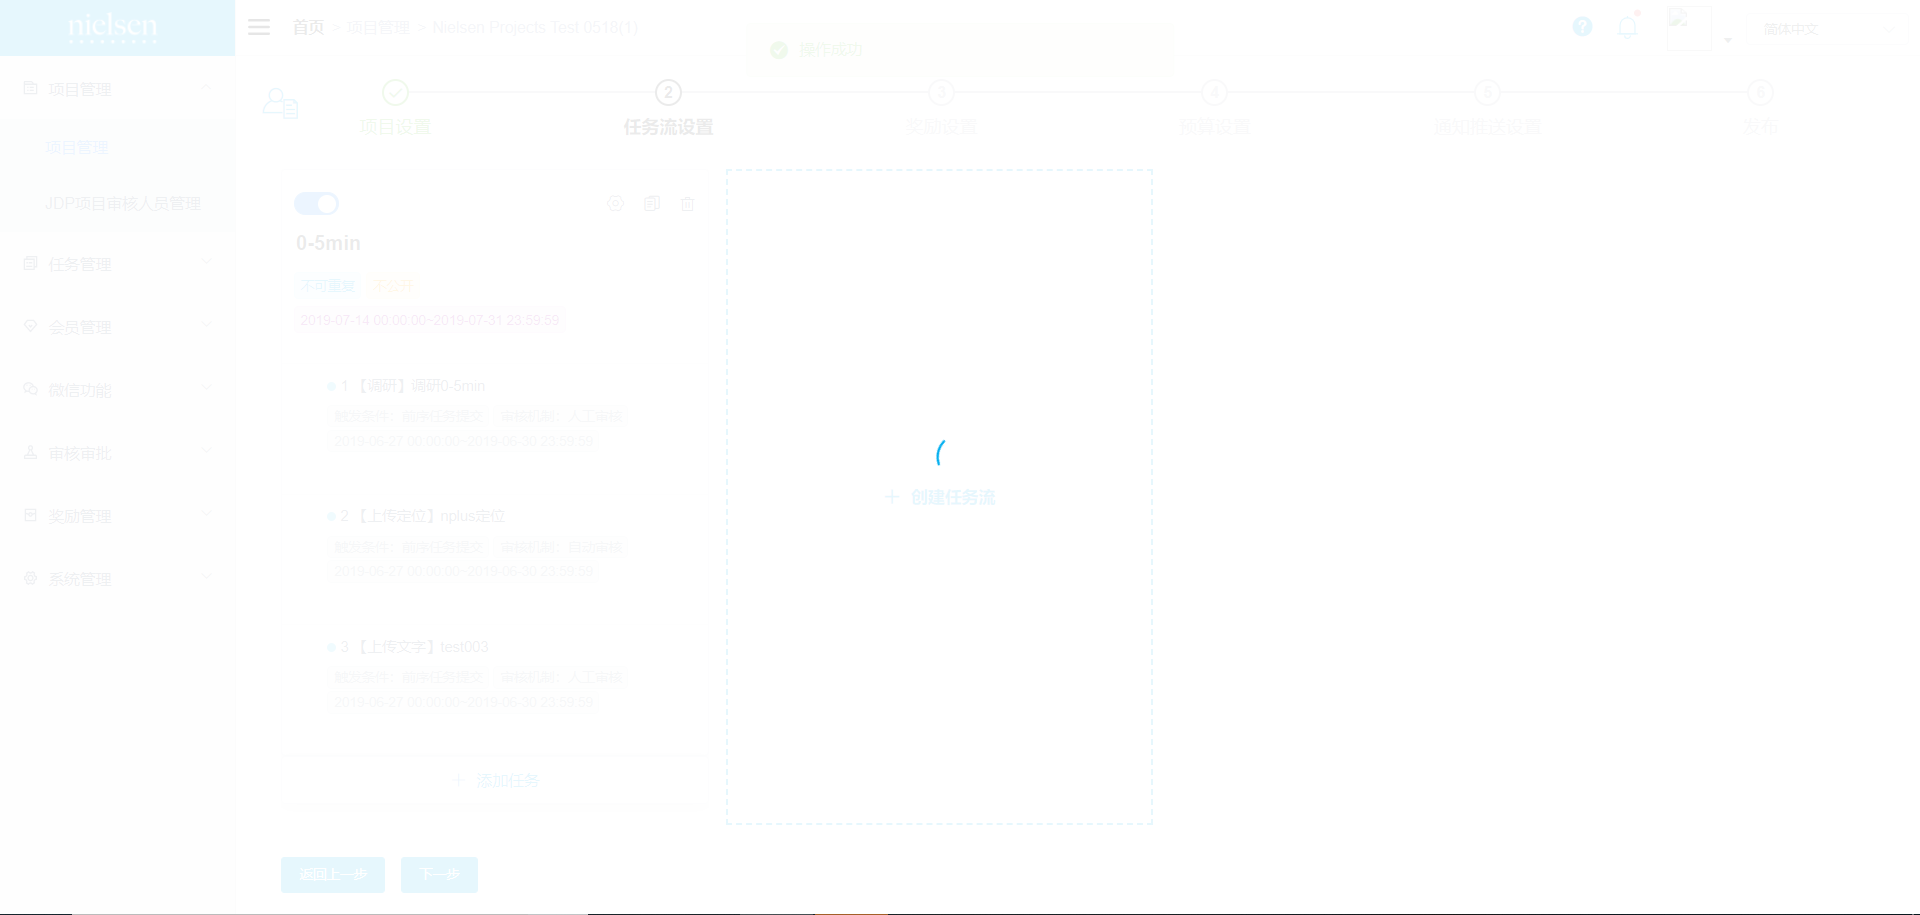 nielsen
首页 > 项目管理 > Nielsen Projects Test 0518(1)
操作成功
简体中文
项目管理
项目管理
JDP项目审核人员管理
任务管理
会员管理
微信功能
审核审批
奖励管理
系统管理
项目设置
2
任务流设置
3
奖励设置
4
预算设置
5
通知推送设置
6
发布
0-5min
不可重复 不公开
2019-07-14 00:00:00~2019-07-31 23:59:59
1 【调研】调研0-5min
触发条件：前序任务提交 审核机制：人工审核
2019-06-27 00:00:00~2019-06-30 23:59:59
2 【上传定位】nplus定位
触发条件：前序任务提交 审核机制：自动审核
2019-06-27 00:00:00~2019-06-30 23:59:59
3 【上传文字】test003
触发条件：前序任务提交 审核机制：人工审核
2019-06-27 00:00:00~2019-06-30 23:59:59
+ 添加任务
+ 创建任务流
返回上一步
下一步